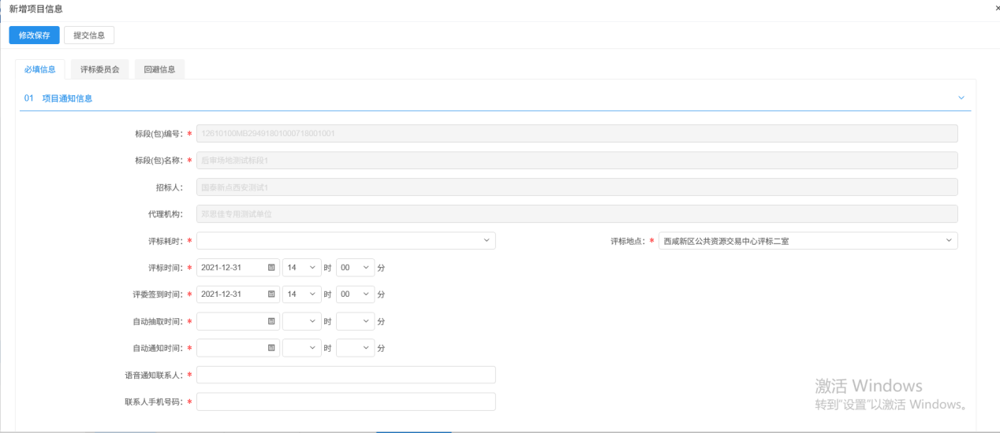 新增项目信息 ×
修改保存 提交信息
必填信息 评标委员会 回避信息
01 项目通知信息
标段(包)编号: * 12610100MB29491801000718001001
标段(包)名称: * 后审场地测试标段1
招标人: 国泰新点西安测试1
代理机构: 郑思佳专用测试单位
评标耗时: * 评标地点: * 西咸新区公共资源交易中心评标二室
评标时间: * 2021-12-31 14 时 00 分
评委签到时间: * 2021-12-31 14 时 00 分
自动抽取时间: * 时 分
自动通知时间: * 时 分
语音通知联系人: *
联系人手机号码: *
激活 Windows
转到"设置"以激活 Windows。